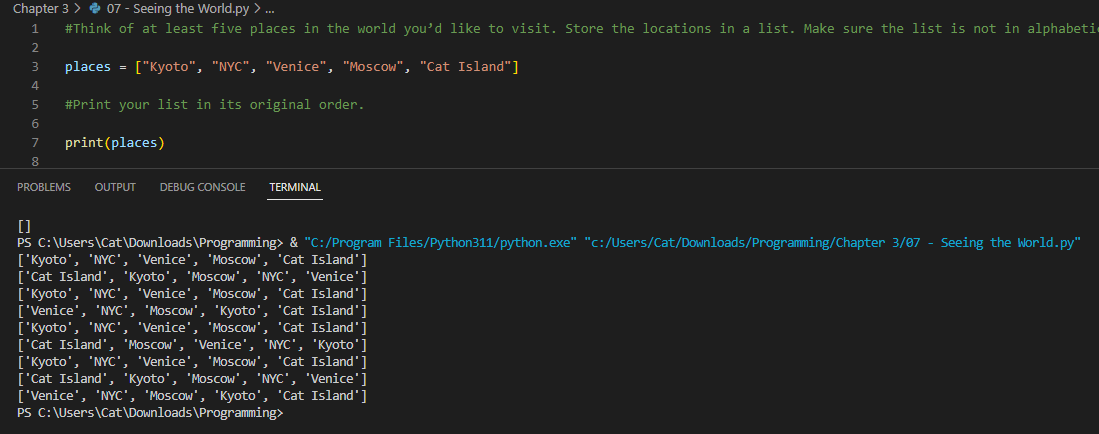 Chapter 3 > 07 - Seeing the World.py > ...
1 #Think of at least five places in the world you’d like to visit. Store the locations in a list. Make sure the list is not in alphabetic
2
3 places = ["Kyoto", "NYC", "Venice", "Moscow", "Cat Island"]
4
5 #Print your list in its original order.
6
7 print(places)
8
PROBLEMS OUTPUT DEBUG CONSOLE TERMINAL
[]
PS C:\Users\Cat\Downloads\Programming> & "C:/Program Files/Python311/python.exe" "c:/Users/Cat/Downloads/Programming/Chapter 3/07 - Seeing the World.py"
['Kyoto', 'NYC', 'Venice', 'Moscow', 'Cat Island']
['Cat Island', 'Kyoto', 'Moscow', 'NYC', 'Venice']
['Kyoto', 'NYC', 'Venice', 'Moscow', 'Cat Island']
['Venice', 'NYC', 'Moscow', 'Kyoto', 'Cat Island']
['Kyoto', 'NYC', 'Venice', 'Moscow', 'Cat Island']
['Cat Island', 'Moscow', 'Venice', 'NYC', 'Kyoto']
['Kyoto', 'NYC', 'Venice', 'Moscow', 'Cat Island']
['Cat Island', 'Kyoto', 'Moscow', 'NYC', 'Venice']
['Venice', 'NYC', 'Moscow', 'Kyoto', 'Cat Island']
PS C:\Users\Cat\Downloads\Programming>